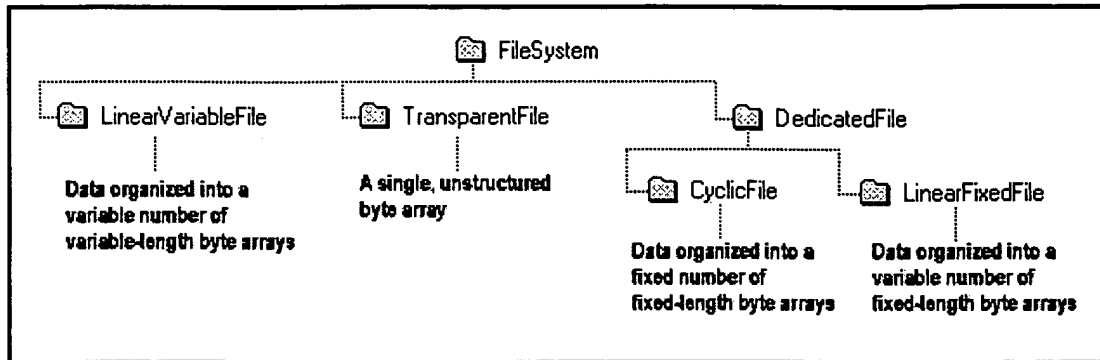 FileSystem
LinearVariableFile
TransparentFile
DedicatedFile
Data organized into a
variable number of
variable-length byte arrays
A single, unstructured
byte array
CyclicFile
LinearFixedFile
Data organized into a
fixed number of
fixed-length byte arrays
Data organized into a
variable number of
fixed-length byte arrays